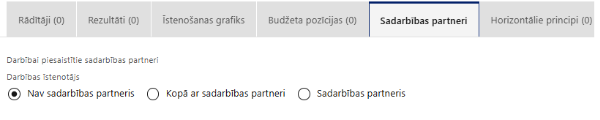 Rādītāji (0) Rezultāti (0) Īstenošanas grafiks Budžeta pozīcijas (0) Sadarbības partneri Horizontālie principi (0)
Darbībai piesaistītie sadarbības partneri
Darbības īstenotājs
Nav sadarbības partneris Kopā ar sadarbības partneri Sadarbības partneris